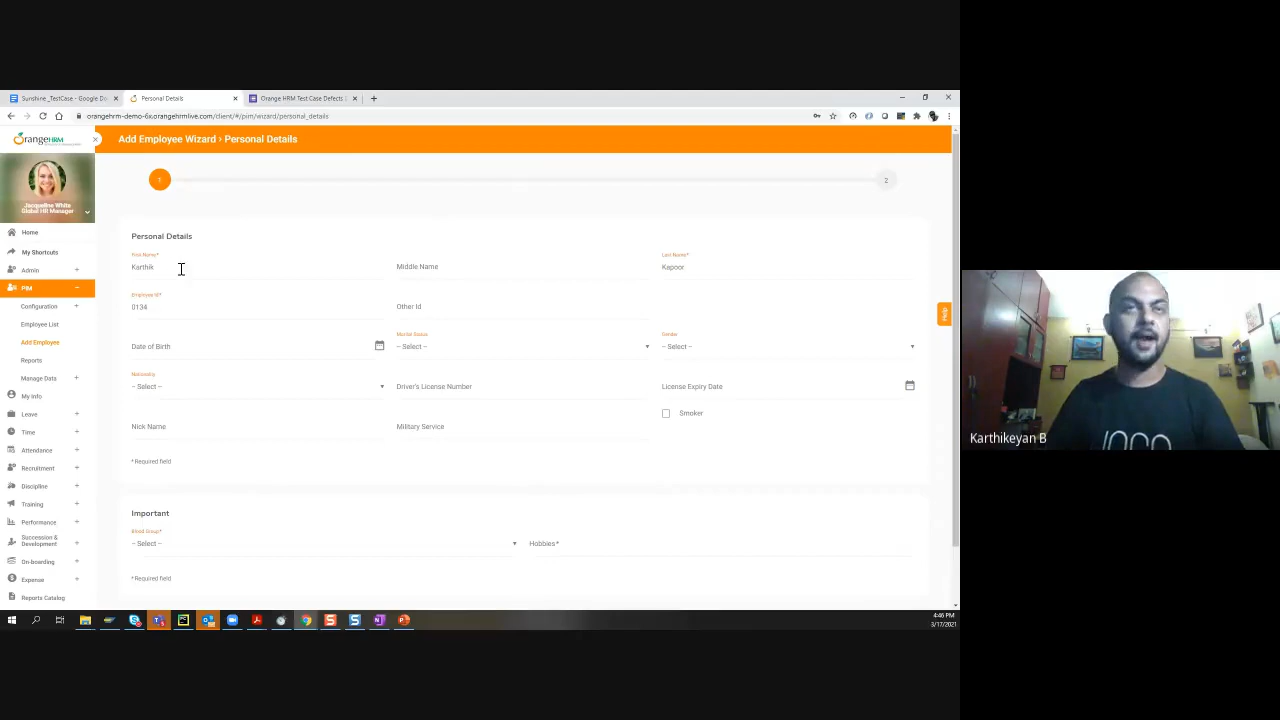 Sunshine _TestCase - Google Do
Personal Details
Orange HRM Test Case Defects
orangehrm-demo-6x.orangehrmlive.com/client/#/pim/wizard/personal_details
OrangeHRM
Add Employee Wizard › Personal Details
1
2
Jacqueline White
Global HR Manager
Home
My Shortcuts
Admin
PIM
Configuration
Employee List
Add Employee
Reports
Manage Data
My Info
Leave
Time
Attendance
Recruitment
Discipline
Training
Performance
Succession &
Development
On-boarding
Expense
Reports Catalog
Personal Details
First Name*
Karthik
Middle Name
Last Name*
Kapoor
Employee Id*
0134
Other Id
Date of Birth
Marital Status
-- Select --
Gender
-- Select --
Nationality
-- Select --
Driver's License Number
License Expiry Date
Nick Name
Military Service
Smoker
* Required field
Important
Blood Group*
-- Select --
Hobbies*
* Required field
Help
4:46 PM
3/17/2021
Karthikeyan B